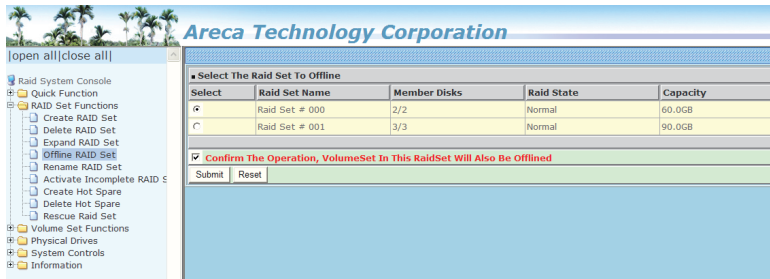 Areca Technology Corporation
|open all|close all|
Raid System Console
Quick Function
RAID Set Functions
Create RAID Set
Delete RAID Set
Expand RAID Set
Offline RAID Set
Rename RAID Set
Activate Incomplete RAID S
Create Hot Spare
Delete Hot Spare
Rescue Raid Set
Volume Set Functions
Physical Drives
System Controls
Information
Select The Raid Set To Offline
Select Raid Set Name Member Disks Raid State Capacity
Raid Set # 000 2/2 Normal 60.0GB
Raid Set # 001 3/3 Normal 90.0GB
Confirm The Operation, VolumeSet In This RaidSet Will Also Be Offlined
Submit Reset